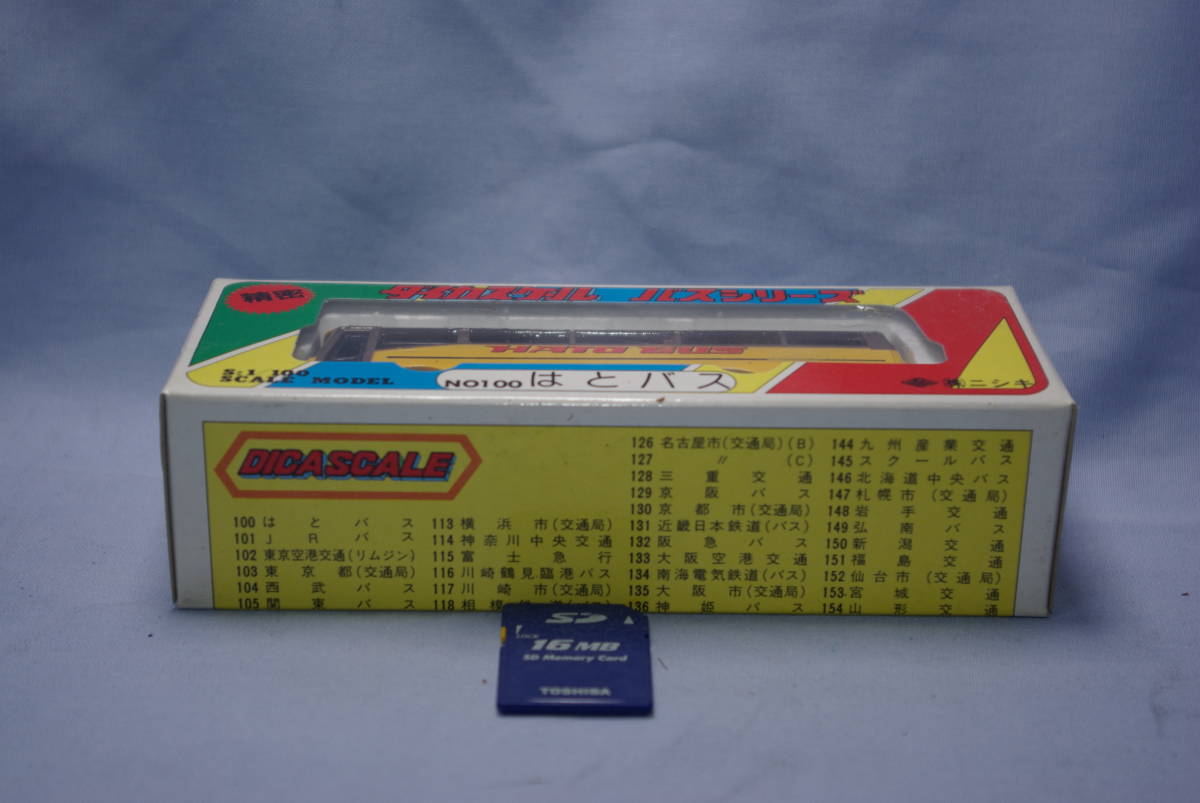 精密
ダイカスケール バスシリーズ
HATO BUS
S:1/100
SCALE MODEL
NO100 はとバス
㈱ニシキ
DICASCALE
100 はとバス
101 JRバス
102 東京空港交通(リムジン)
103 東京都(交通局)
104 西武バス
105 関東バス
113 横浜市(交通局)
114 神奈川中央交通
115 富士急行
116 川崎鶴見臨港バス
117 川崎市(交通局)
118 相模
126 名古屋市(交通局)(B)
127 〃 (C)
128 三重交通
129 京阪バス
130 京都市(交通局)
131 近畿日本鉄道(バス)
132 阪急バス
133 大阪空港交通
134 南海電気鉄道(バス)
135 大阪市(交通局)
136 神姫バス
144 九州産業交通
145 スクールバス
146 北海道中央バス
147 札幌市(交通局)
148 岩手交通
149 弘南バス
150 新潟交通
151 福島交通
152 仙台市(交通局)
153 宮城交通
154 山形交通
SD
LOCK
16MB
SD Memory Card
TOSHIBA